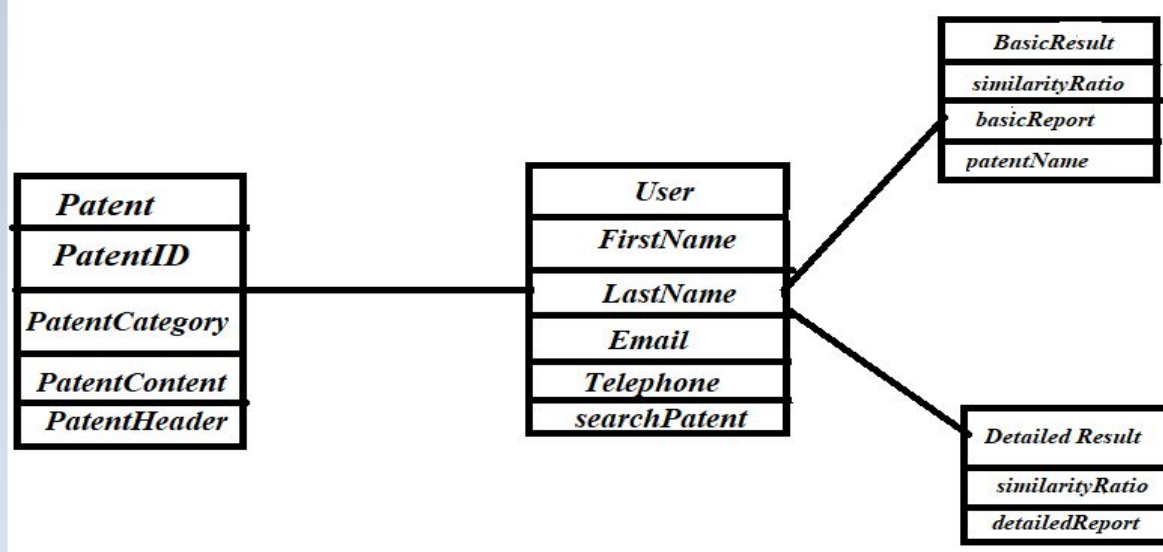 Patent
PatentID
PatentCategory
PatentContent
PatentHeader
User
FirstName
LastName
Email
Telephone
searchPatent
BasicResult
similarityRatio
basicReport
patentName
Detailed Result
similarityRatio
detailedReport